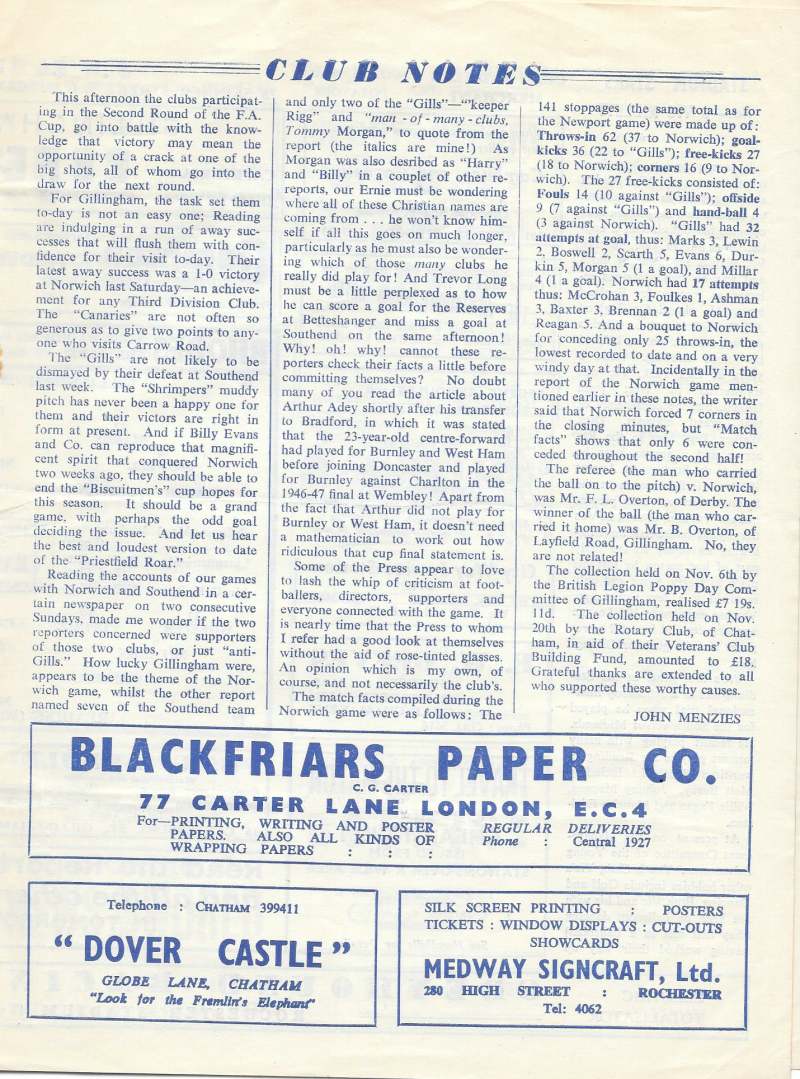 CLUB NOTES
This afternoon the clubs participat-
ing in the Second Round of the F.A.
Cup, go into battle with the know-
ledge that victory may mean the
opportunity of a crack at one of the
big shots, all of whom go into the
draw for the next round.
For Gillingham, the task set them
to-day is not an easy one; Reading
are indulging in a run of away suc-
cesses that will flush them with con-
fidence for their visit to-day. Their
latest away success was a 1-0 victory
at Norwich last Saturday—an achieve-
ment for any Third Division Club.
The “Canaries” are not often so
generous as to give two points to any-
one who visits Carrow Road.
The “Gills” are not likely to be
dismayed by their defeat at Southend
last week. The “Shrimpers” muddy
pitch has never been a happy one for
them and their victors are right in
form at present. And if Billy Evans
and Co. can reproduce that magnifi-
cent spirit that conquered Norwich
two weeks ago, they should be able to
end the “Biscuitmen’s” cup hopes for
this season. It should be a grand
game, with perhaps the odd goal
deciding the issue. And let us hear
the best and loudest version to date
of the “Priestfield Roar.”
Reading the accounts of our games
with Norwich and Southend in a cer-
tain newspaper on two consecutive
Sundays, made me wonder if the two
reporters concerned were supporters
of those two clubs, or just “anti-
Gills.” How lucky Gillingham were,
appears to be the theme of the Nor-
wich game, whilst the other report
named seven of the Southend team
and only two of the “Gills”—“’keeper
Rigg” and “man - of - many - clubs,
Tommy Morgan,” to quote from the
report (the italics are mine!) As
Morgan was also desribed as “Harry”
and “Billy” in a couplet of other re-
reports, our Ernie must be wondering
where all of these Christian names are
coming from . . . he won’t know him-
self if all this goes on much longer,
particularly as he must also be wonder-
ing which of those many clubs he
really did play for! And Trevor Long
must be a little perplexed as to how
he can score a goal for the Reserves
at Betteshanger and miss a goal at
Southend on the same afternoon!
Why! oh! why! cannot these re-
porters check their facts a little before
committing themselves? No doubt
many of you read the article about
Arthur Adey shortly after his transfer
to Bradford, in which it was stated
that the 23-year-old centre-forward
had played for Burnley and West Ham
before joining Doncaster and played
for Burnley against Charlton in the
1946-47 final at Wembley! Apart from
the fact that Arthur did not play for
Burnley or West Ham, it doesn’t need
a mathematician to work out how
ridiculous that cup final statement is.
Some of the Press appear to love
to lash the whip of criticism at foot-
ballers, directors, supporters and
everyone connected with the game. It
is nearly time that the Press to whom
I refer had a good look at themselves
without the aid of rose-tinted glasses.
An opinion which is my own, of
course, and not necessarily the club’s.
The match facts compiled during the
Norwich game were as follows: The
141 stoppages (the same total as for
the Newport game) were made up of:
Throws-in 62 (37 to Norwich); goal-
kicks 36 (22 to “Gills”); free-kicks 27
(18 to Norwich); corners 16 (9 to Nor-
wich). The 27 free-kicks consisted of:
Fouls 14 (10 against “Gills”); offside
9 (7 against “Gills”) and hand-ball 4
(3 against Norwich). “Gills” had 32
attempts at goal, thus: Marks 3, Lewin
2, Boswell 2, Scarth 5, Evans 6, Dur-
kin 5, Morgan 5 (1 a goal), and Millar
4 (1 a goal). Norwich had 17 attempts
thus: McCrohan 3, Foulkes 1, Ashman
3, Baxter 3, Brennan 2 (1 a goal) and
Reagan 5. And a bouquet to Norwich
for conceding only 25 throws-in, the
lowest recorded to date and on a very
windy day at that. Incidentally in the
report of the Norwich game men-
tioned earlier in these notes, the writer
said that Norwich forced 7 corners in
the closing minutes, but “Match
facts” shows that only 6 were con-
ceded throughout the second half!
The referee (the man who carried
the ball on to the pitch) v. Norwich,
was Mr. F. L. Overton, of Derby. The
winner of the ball (the man who car-
ried it home) was Mr. B. Overton, of
Layfield Road, Gillingham. No, they
are not related!
The collection held on Nov. 6th by
the British Legion Poppy Day Com-
mittee of Gillingham, realised £7 19s.
11d. The collection held on Nov.
20th by the Rotary Club, of Chat-
ham, in aid of their Veterans’ Club
Building Fund, amounted to £18.
Grateful thanks are extended to all
who supported these worthy causes.
JOHN MENZIES
BLACKFRIARS PAPER CO.
C. G. CARTER
77 CARTER LANE LONDON, E.C.4
For—PRINTING, WRITING AND POSTER
PAPERS. ALSO ALL KINDS OF
WRAPPING PAPERS : : :
REGULAR DELIVERIES
Phone : Central 1927
Telephone : CHATHAM 399411
“ DOVER CASTLE ”
GLOBE LANE, CHATHAM
“Look for the Fremlin’s Elephant”
SILK SCREEN PRINTING : POSTERS
TICKETS : WINDOW DISPLAYS : CUT-OUTS
SHOWCARDS
MEDWAY SIGNCRAFT, Ltd.
280 HIGH STREET : ROCHESTER
Tel: 4062